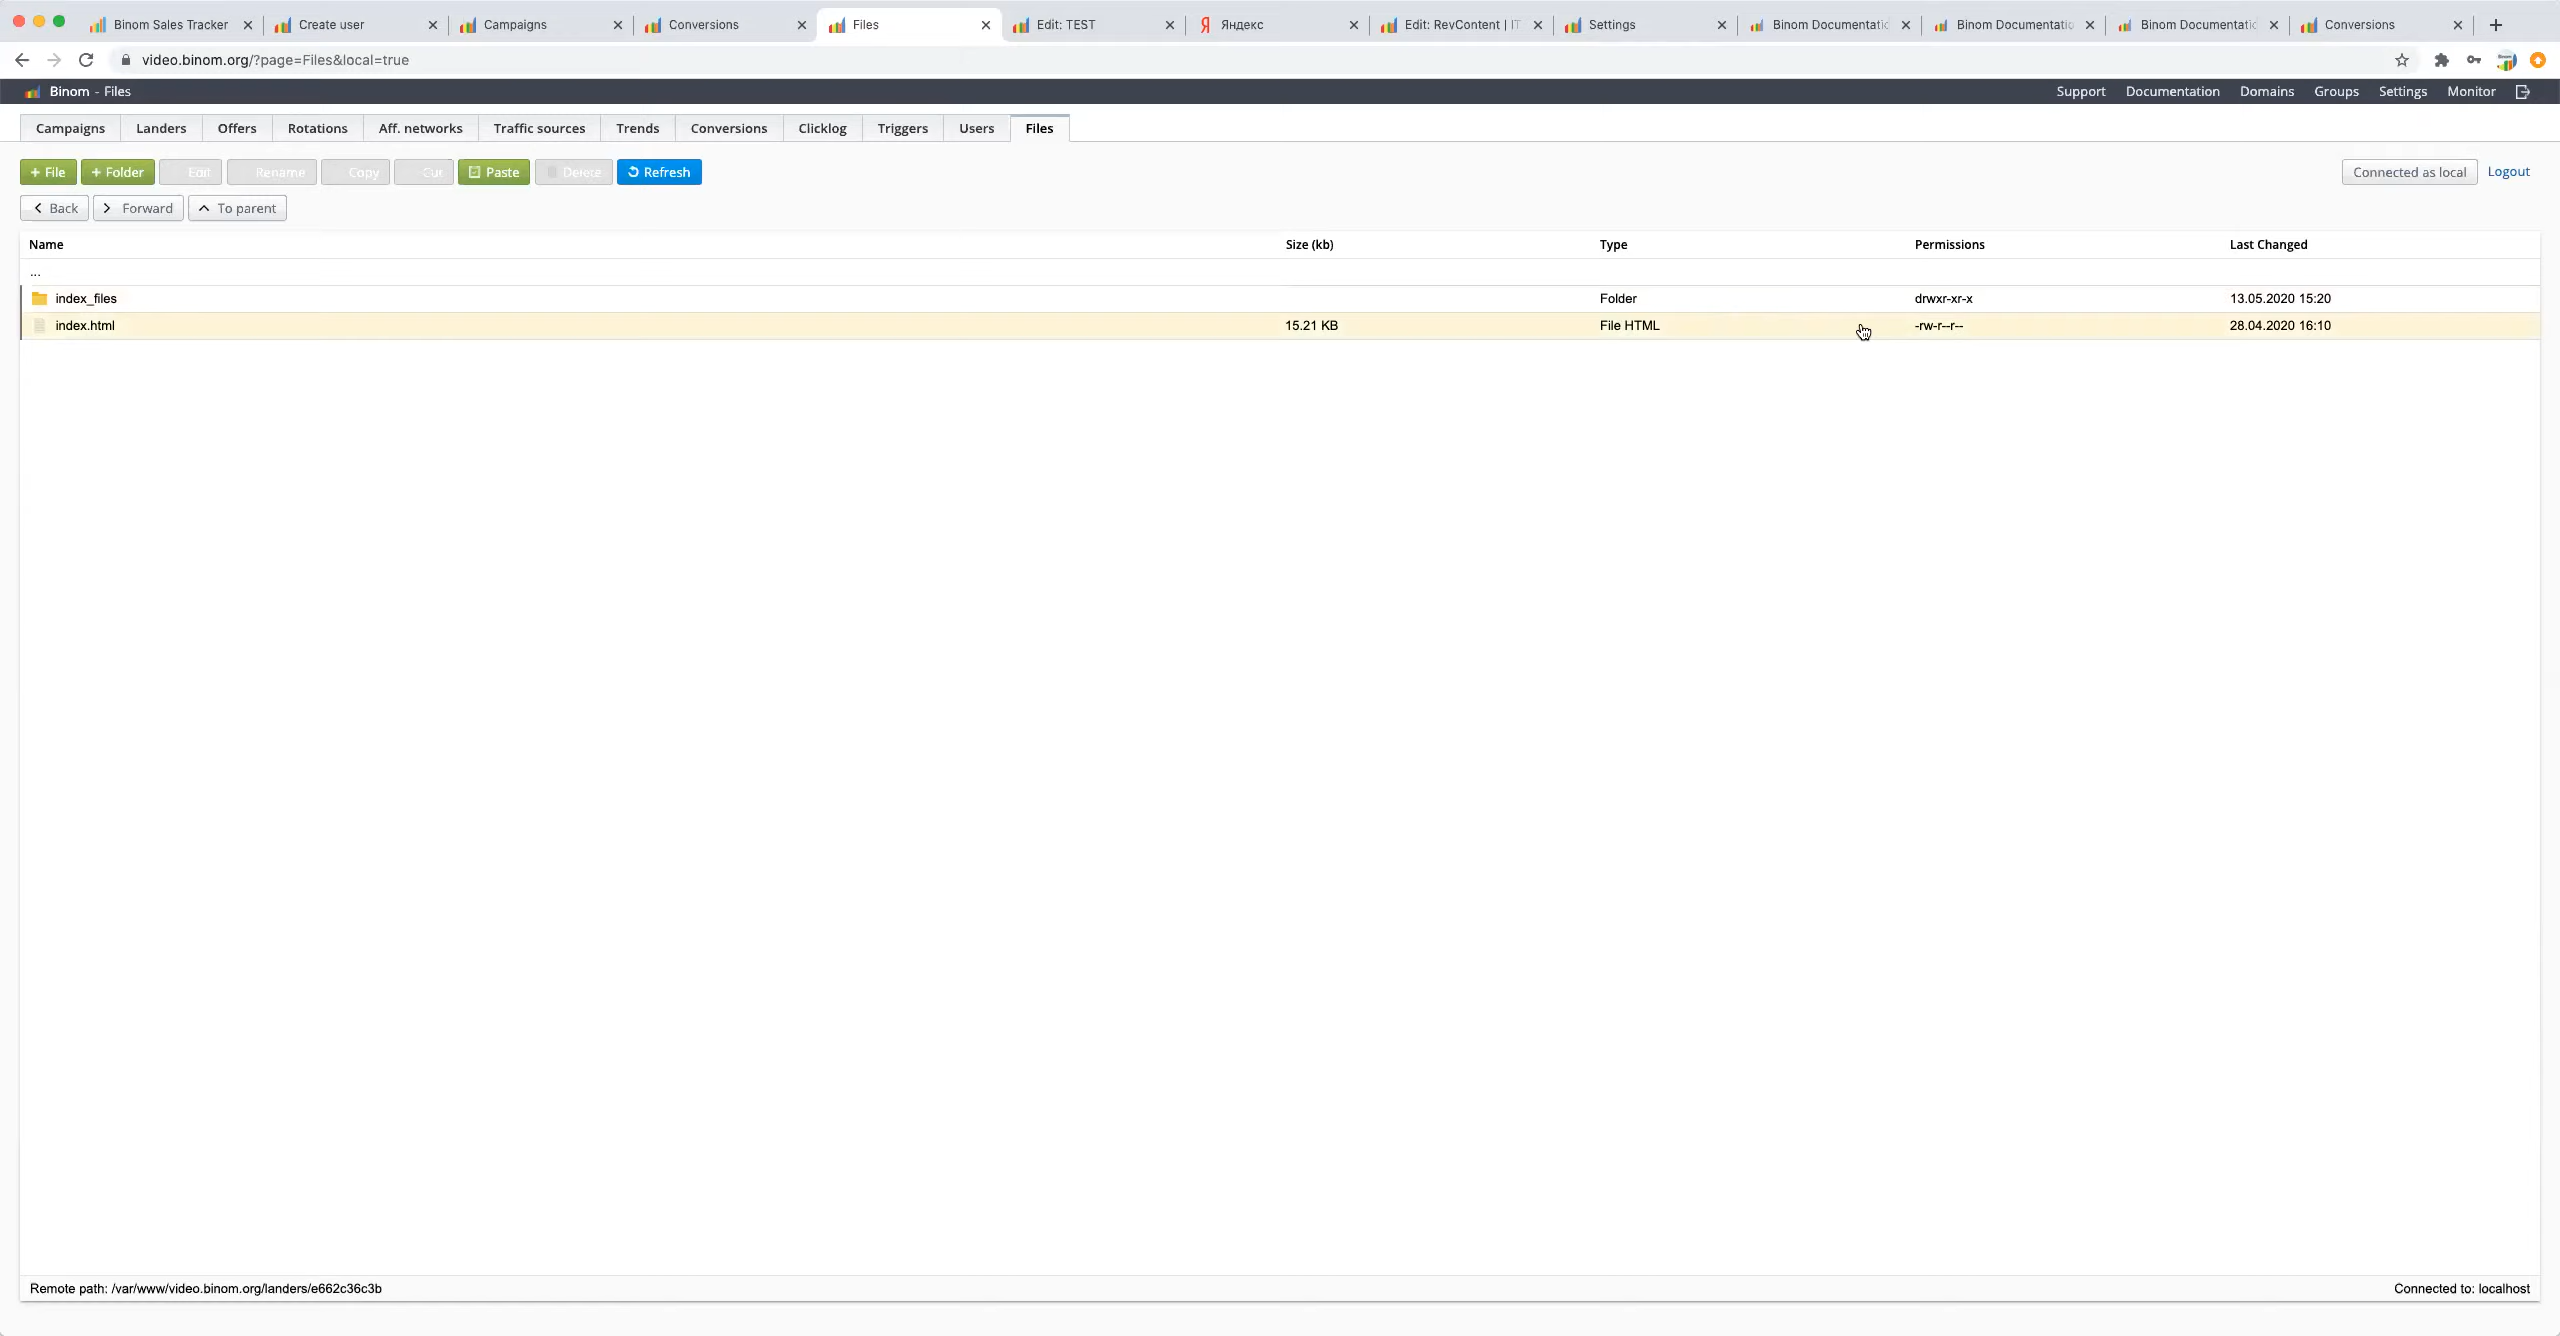 Binom Sales Tracker
Create user
Campaigns
Conversions
Files
Edit: TEST
Яндекс
Edit: RevContent | IT
Settings
Binom Documentatic
Binom Documentatio
Binom Documentatic
Conversions
video.binom.org/?page=Files&local=true
Binom - Files
Support Documentation Domains Groups Settings Monitor
Campaigns Landers Offers Rotations Aff. networks Traffic sources Trends Conversions Clicklog Triggers Users Files
+ File + Folder Edit Rename Copy Cut Paste Delete Refresh
Connected as local Logout
Back Forward To parent
Name Size (kb) Type Permissions Last Changed
...
index_files Folder drwxr-xr-x 13.05.2020 15:20
index.html 15.21 KB File HTML -rw-r--r-- 28.04.2020 16:10
Remote path: /var/www/video.binom.org/landers/e662c36c3b
Connected to: localhost